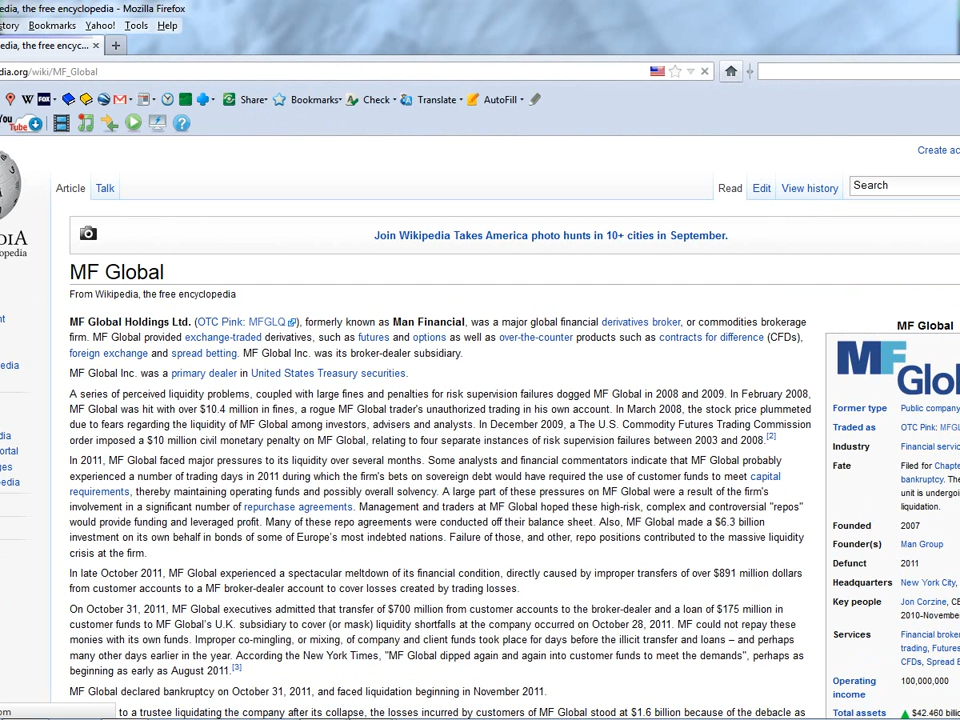 edia, the free encyclopedia - Mozilla Firefox
story Bookmarks Yahoo! Tools Help
edia, the free encyc... × +
dia.org/wiki/MF_Global
W FOX Share Bookmarks Check Translate AutoFill
You
Tube
Create ac
Article Talk Read Edit View history Search
Join Wikipedia Takes America photo hunts in 10+ cities in September.
MF Global
From Wikipedia, the free encyclopedia
MF Global Holdings Ltd. (OTC Pink: MFGLQ), formerly known as Man Financial, was a major global financial derivatives broker, or commodities brokerage
firm. MF Global provided exchange-traded derivatives, such as futures and options as well as over-the-counter products such as contracts for difference (CFDs),
foreign exchange and spread betting. MF Global Inc. was its broker-dealer subsidiary.
MF Global Inc. was a primary dealer in United States Treasury securities.
A series of perceived liquidity problems, coupled with large fines and penalties for risk supervision failures dogged MF Global in 2008 and 2009. In February 2008,
MF Global was hit with over $10.4 million in fines, a rogue MF Global trader's unauthorized trading in his own account. In March 2008, the stock price plummeted
due to fears regarding the liquidity of MF Global among investors, advisers and analysts. In December 2009, a The U.S. Commodity Futures Trading Commission
order imposed a $10 million civil monetary penalty on MF Global, relating to four separate instances of risk supervision failures between 2003 and 2008.[2]
In 2011, MF Global faced major pressures to its liquidity over several months. Some analysts and financial commentators indicate that MF Global probably
experienced a number of trading days in 2011 during which the firm's bets on sovereign debt would have required the use of customer funds to meet capital
requirements, thereby maintaining operating funds and possibly overall solvency. A large part of these pressures on MF Global were a result of the firm's
involvement in a significant number of repurchase agreements. Management and traders at MF Global hoped these high-risk, complex and controversial "repos"
would provide funding and leveraged profit. Many of these repo agreements were conducted off their balance sheet. Also, MF Global made a $6.3 billion
investment on its own behalf in bonds of some of Europe's most indebted nations. Failure of those, and other, repo positions contributed to the massive liquidity
crisis at the firm.
In late October 2011, MF Global experienced a spectacular meltdown of its financial condition, directly caused by improper transfers of over $891 million dollars
from customer accounts to a MF broker-dealer account to cover losses created by trading losses.
On October 31, 2011, MF Global executives admitted that transfer of $700 million from customer accounts to the broker-dealer and a loan of $175 million in
customer funds to MF Global's U.K. subsidiary to cover (or mask) liquidity shortfalls at the company occurred on October 28, 2011. MF could not repay these
monies with its own funds. Improper co-mingling, or mixing, of company and client funds took place for days before the illicit transfer and loans – and perhaps
many other days earlier in the year. According the New York Times, "MF Global dipped again and again into customer funds to meet the demands", perhaps as
beginning as early as August 2011.[3]
MF Global declared bankruptcy on October 31, 2011, and faced liquidation beginning in November 2011.
to a trustee liquidating the company after its collapse, the losses incurred by customers of MF Global stood at $1.6 billion because of the debacle as
MF Global
MF
Glol
Former type Public company
Traded as OTC Pink: MFGL
Industry Financial servic
Fate Filed for Chapte
bankruptcy. The
unit is undergoi
liquidation.
Founded 2007
Founder(s) Man Group
Defunct 2011
Headquarters New York City,
Key people Jon Corzine, CE
2010-Novembe
Services Financial broke
trading, Futures
CFDs, Spread B
Operating
income 100,000,000
Total assets $42.460 billic
DIA
opedia
nt
pedia
dia
ortal
ges
pedia
om